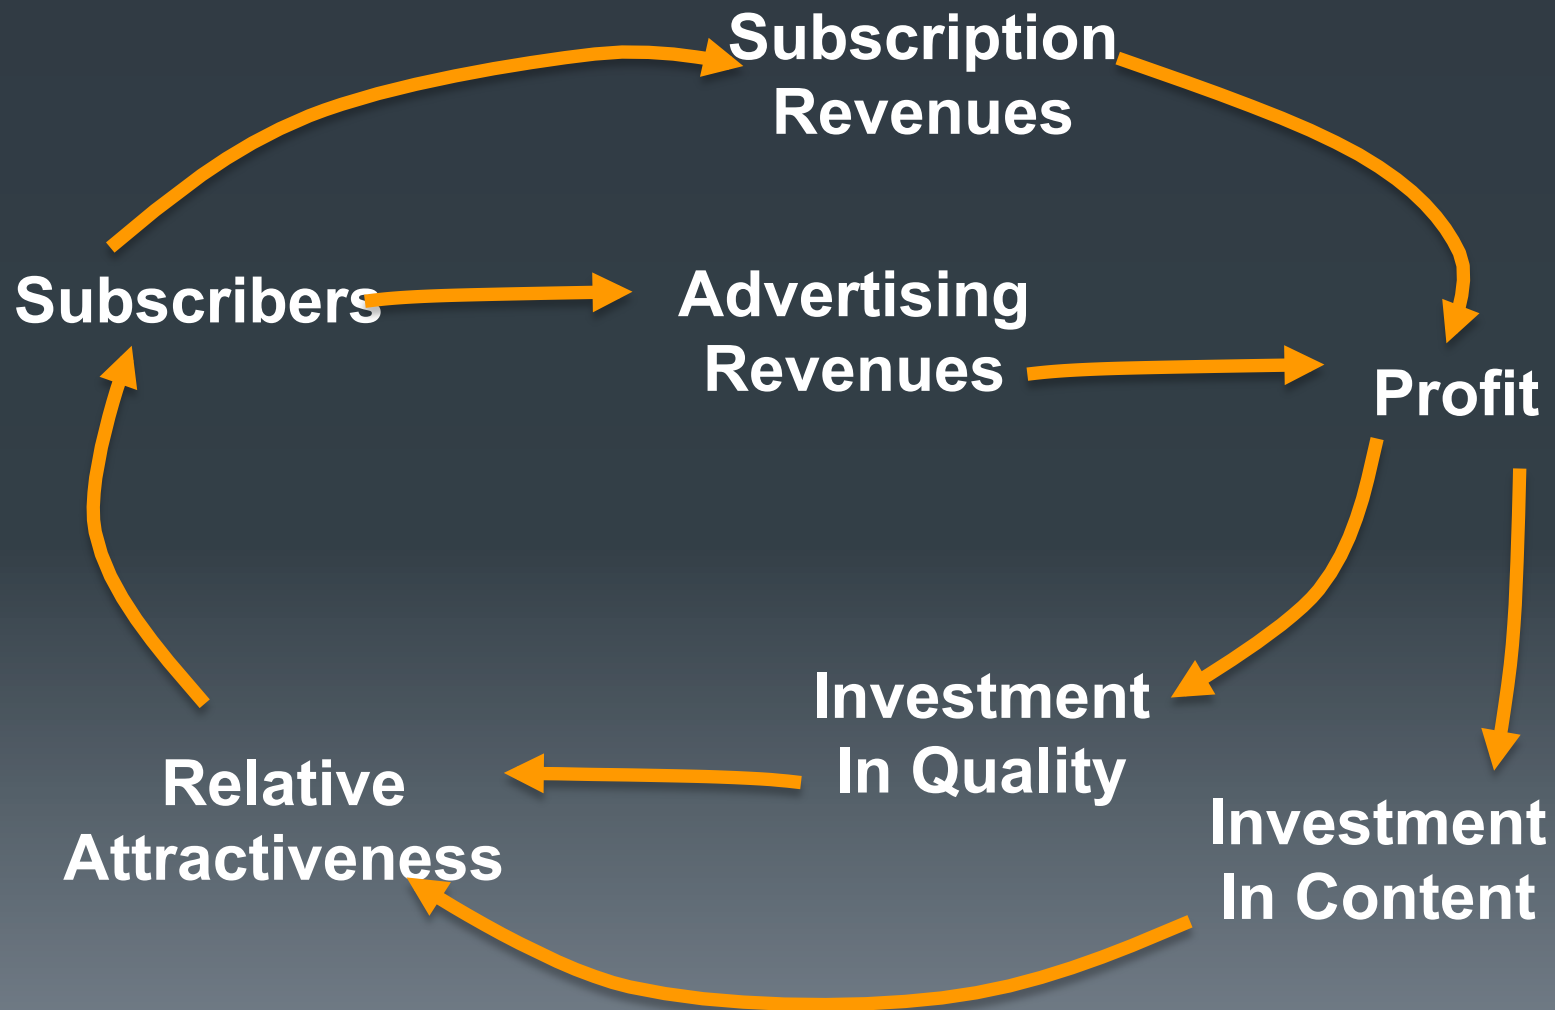 Subscription
Revenues
Subscribers
Advertising
Revenues
Profit
Investment
In Quality
Relative
Attractiveness
Investment
In Content